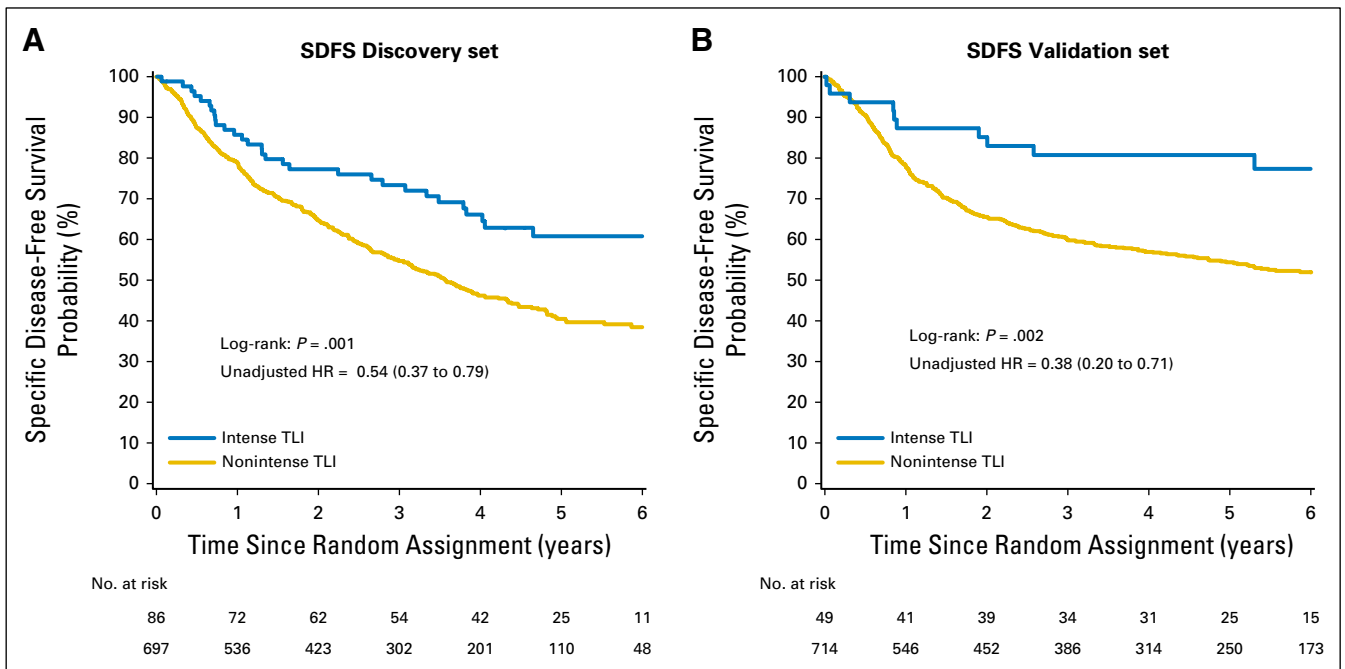 A
SDFS Discovery set
Specific Disease-Free Survival
Probability (%)
100
90
80
70
60
50
40
30
20
10
0
Log-rank: P = .001
Unadjusted HR = 0.54 (0.37 to 0.79)
Intense TLI
Nonintense TLI
0 1 2 3 4 5 6
Time Since Random Assignment (years)
No. at risk
86 72 62 54 42 25 11
697 536 423 302 201 110 48
B
SDFS Validation set
Specific Disease-Free Survival
Probability (%)
100
90
80
70
60
50
40
30
20
10
0
Log-rank: P = .002
Unadjusted HR = 0.38 (0.20 to 0.71)
Intense TLI
Nonintense TLI
0 1 2 3 4 5 6
Time Since Random Assignment (years)
No. at risk
49 41 39 34 31 25 15
714 546 452 386 314 250 173